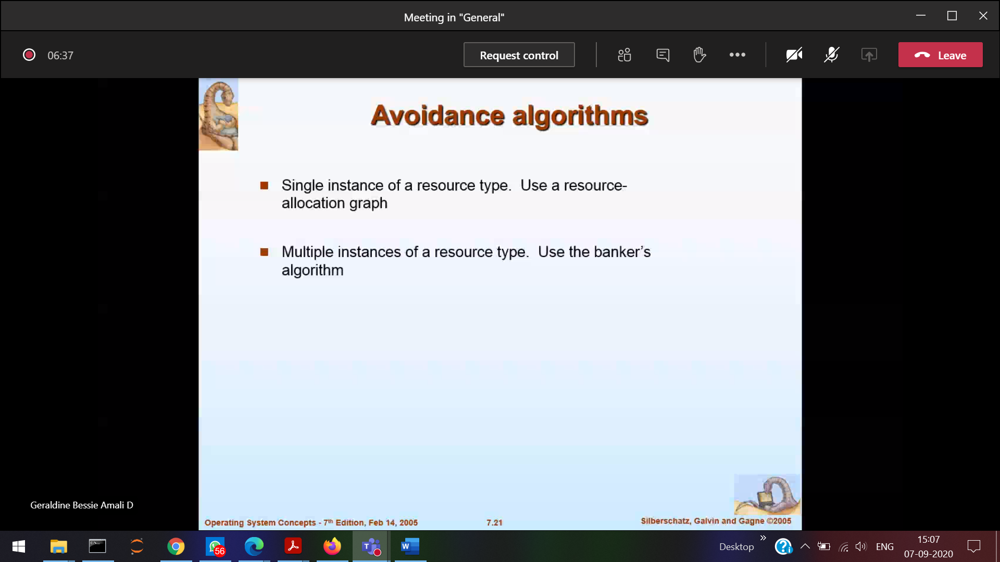 Meeting in "General"
06:37
Request control
Leave
Avoidance algorithms
Single instance of a resource type.  Use a resource-
allocation graph
Multiple instances of a resource type.  Use the banker’s
algorithm
Geraldine Bessie Amali D
Operating System Concepts - 7th Edition, Feb 14, 2005
7.21
Silberschatz, Galvin and Gagne ©2005
56
Desktop
ENG
15:07
07-09-2020